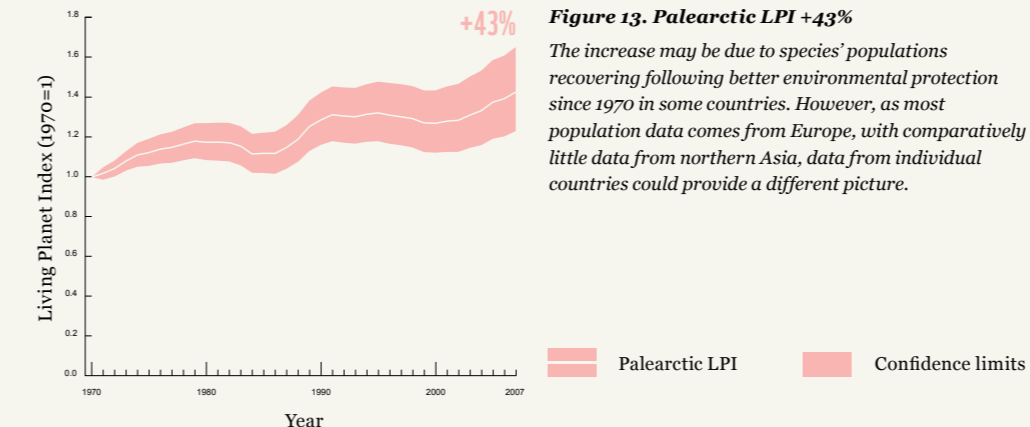 Figure 13. Palearctic LPI +43%
The increase may be due to species' populations
recovering following better environmental protection
since 1970 in some countries. However, as most
population data comes from Europe, with comparatively
little data from northern Asia, data from individual
countries could provide a different picture.
+43%
Living Planet Index (1970=1)
1.8
1.6
1.4
1.2
1.0
0.8
0.6
0.4
0.2
0.0
1970 1980 1990 2000 2007
Year
Palearctic LPI Confidence limits